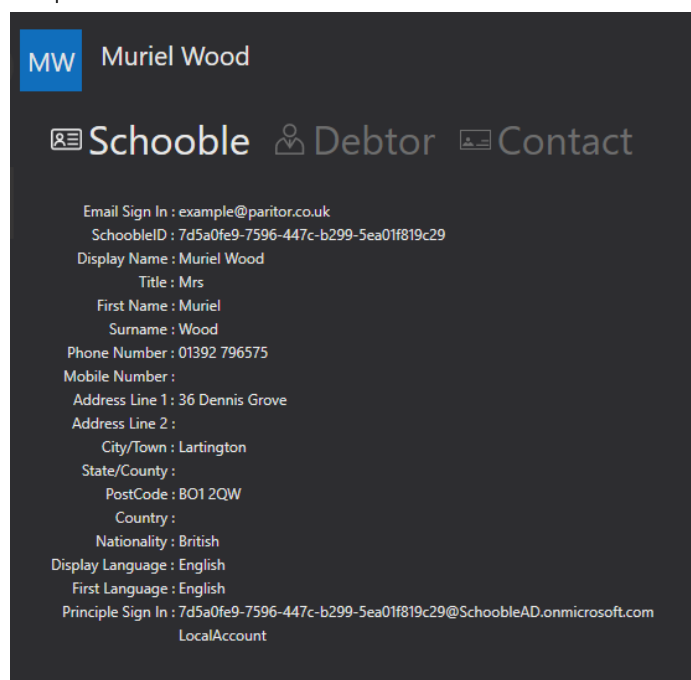 MW Muriel Wood
Schooble Debtor Contact
Email Sign In : example@paritor.co.uk
SchoobleID : 7d5a0fe9-7596-447c-b299-5ea01f819c29
Display Name : Muriel Wood
Title : Mrs
First Name : Muriel
Surname : Wood
Phone Number : 01392 796575
Mobile Number :
Address Line 1 : 36 Dennis Grove
Address Line 2 :
City/Town : Lartington
State/County :
PostCode : BO1 2QW
Country :
Nationality : British
Display Language : English
First Language : English
Principle Sign In : 7d5a0fe9-7596-447c-b299-5ea01f819c29@SchoobleAD.onmicrosoft.com
LocalAccount